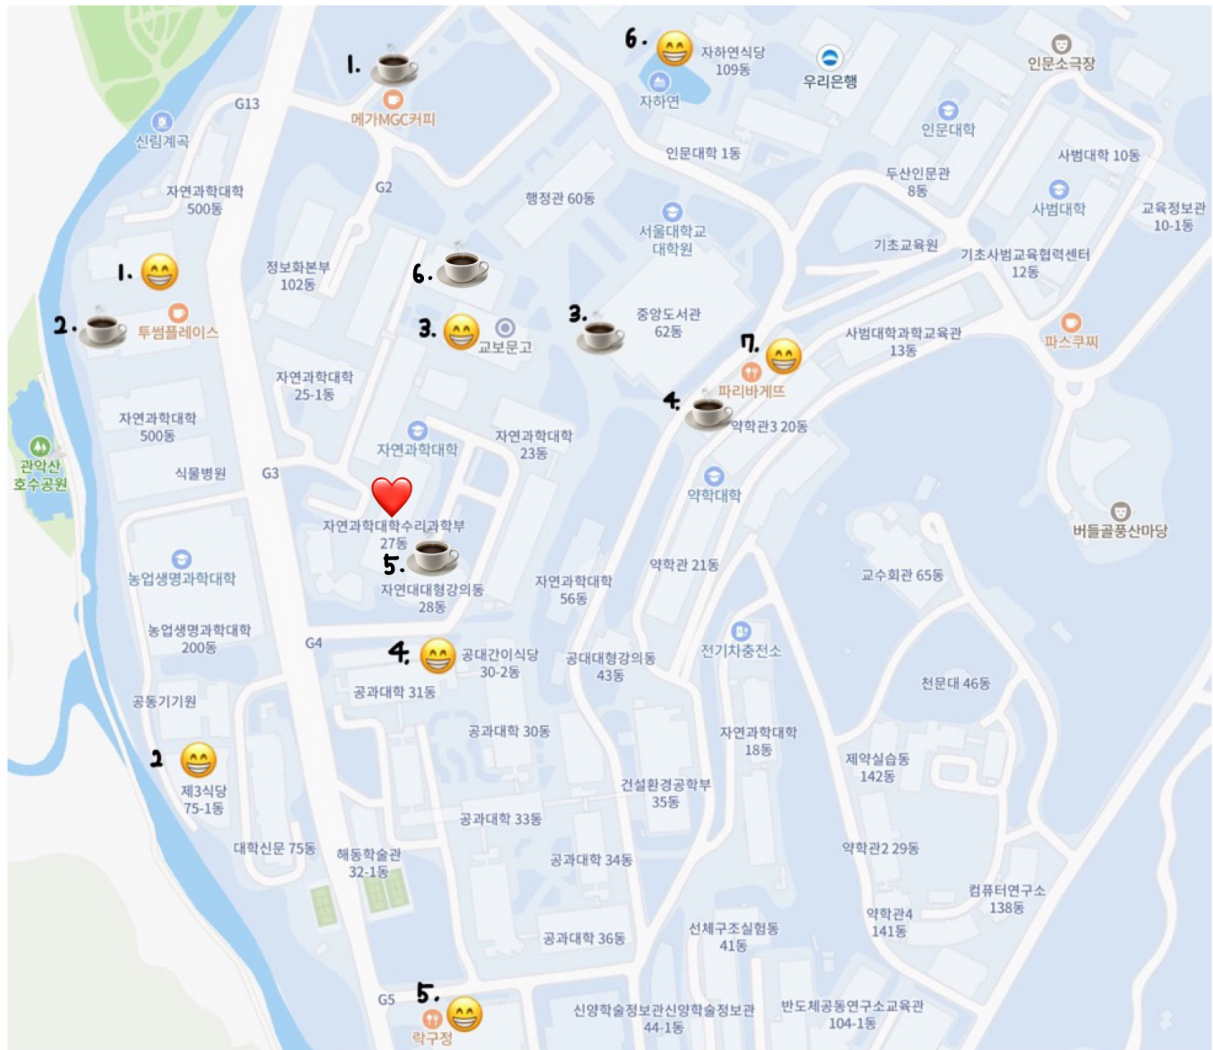 6.
자하연식당
109동
우리은행
인문소극장
1.
자하연
G13
메가MGC커피
신림계곡
인문대학
인문대학 1동
사범대학 10동
두산인문관
8동
자연과학대학
500동
G2
행정관 60동
사범대학
교육정보관
10-1동
서울대학교
대학원
기초교육원
기초사범교육협력센터
12동
1.
정보화본부
102동
6.
2.
투썸플레이스
3.
교보문고
3.
중앙도서관
62동
7.
사범대학과학교육관
13동
파스쿠찌
자연과학대학
25-1동
파리바게뜨
4.
약학관3 20동
자연과학대학
500동
자연과학대학
자연과학대학
23동
관악산
호수공원
식물병원
G3
약학대학
자연과학대학수리과학부
27동
버들골풍산마당
5.
농업생명과학대학
자연대대형강의동
28동
자연과학대학
56동
약학관 21동
교수회관 65동
농업생명과학대학
200동
G4
4.
공대간이식당
30-2동
공대대형강의동
43동
전기차충전소
공동기기원
공과대학 31동
천문대 46동
공과대학 30동
자연과학대학
18동
2
제3식당
75-1동
건설환경공학부
35동
제약실습동
142동
공과대학 33동
대학신문 75동
해동학술관
32-1동
공과대학 34동
약학관2 29동
컴퓨터연구소
138동
약학관4
141동
공과대학 36동
선체구조실험동
41동
G5
5.
락구정
신양학술정보관신양학술정보관
44-1동
반도체공동연구소교육관
104-1동